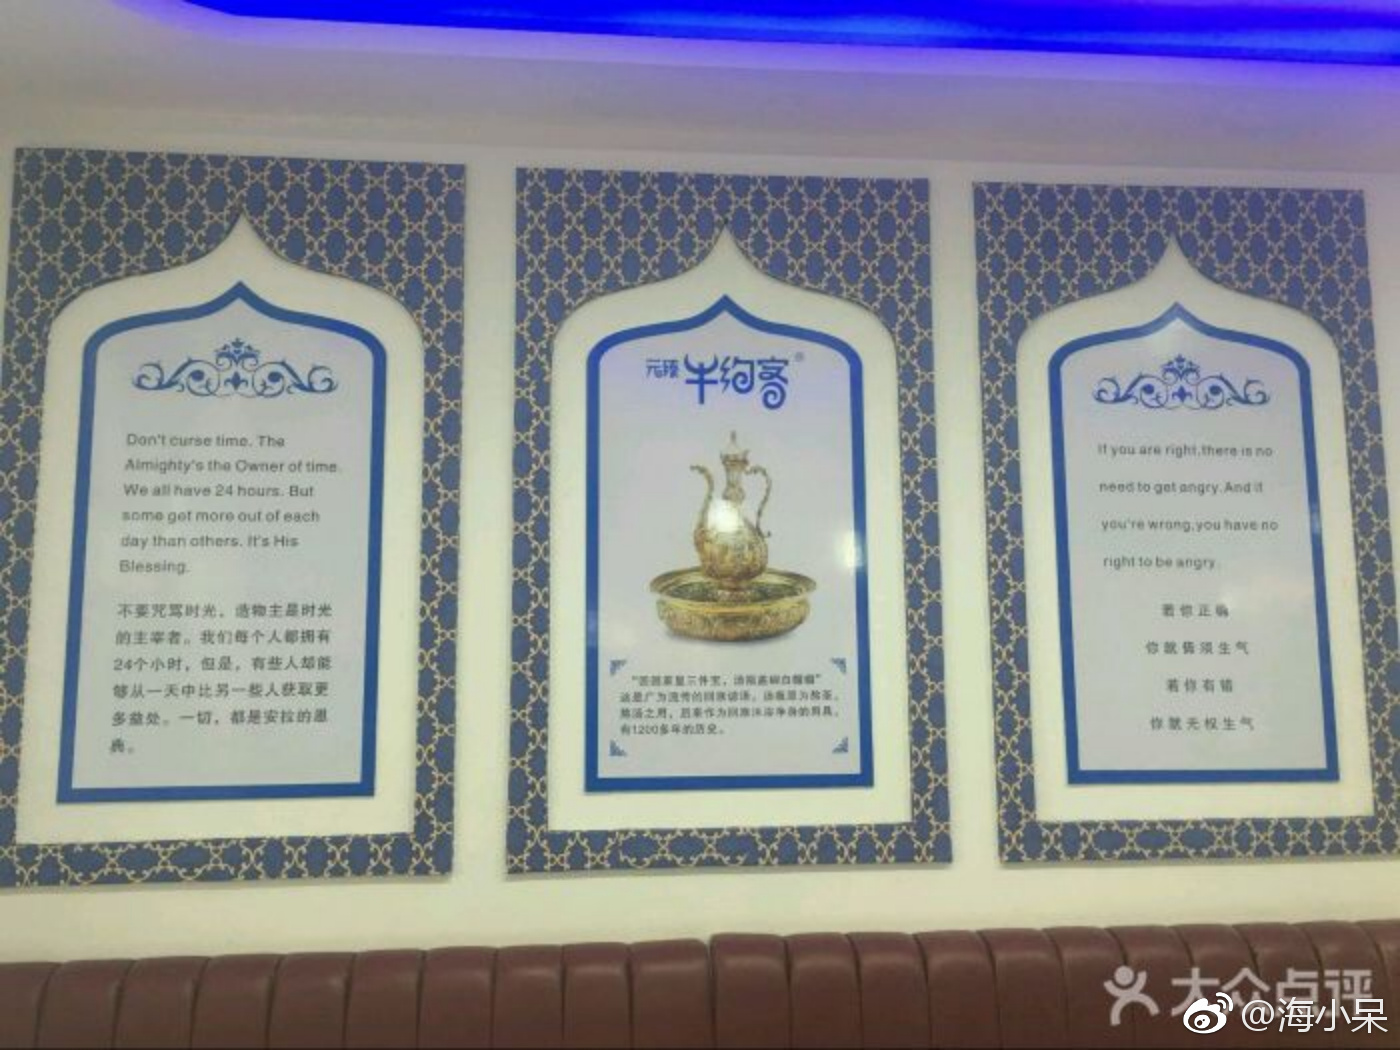 Don't curse time. The
Almighty's the Owner of time.
We all have 24 hours. But
some get more out of each
day than others. It's His
Blessing.
不要咒骂时光，造物主是时光
的主宰者。我们每个人都拥有
24个小时，但是，有些人却能
够从一天中比另一些人获取更
多益处。一切，都是安拉的恩
典。
元臻 牛约客®
“回回家里三件宝，汤瓶盖碗白帽帽”
这是广为流传的回族谚语。汤瓶原为熬茶、
熬汤之用，后来作为回族沐浴净身的用具，
有1200多年的历史。
If you are right,there is no
need to get angry.And if
you're wrong,you have no
right to be angry.
若你正确
你就毋须生气
若你有错
你就无权生气
大众点评
@海小呆